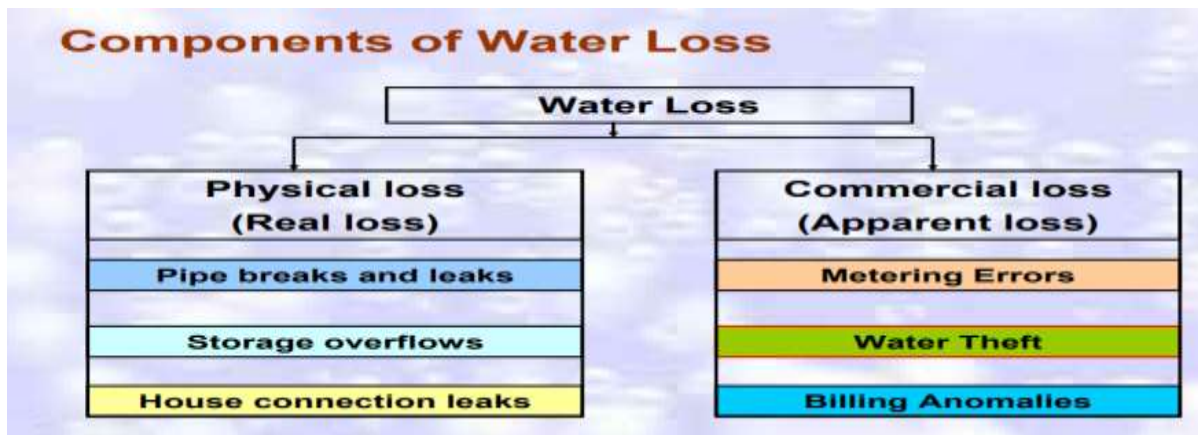 Components of Water Loss
Water Loss
Physical loss
(Real loss)
Pipe breaks and leaks
Storage overflows
House connection leaks
Commercial loss
(Apparent loss)
Metering Errors
Water Theft
Billing Anomalies